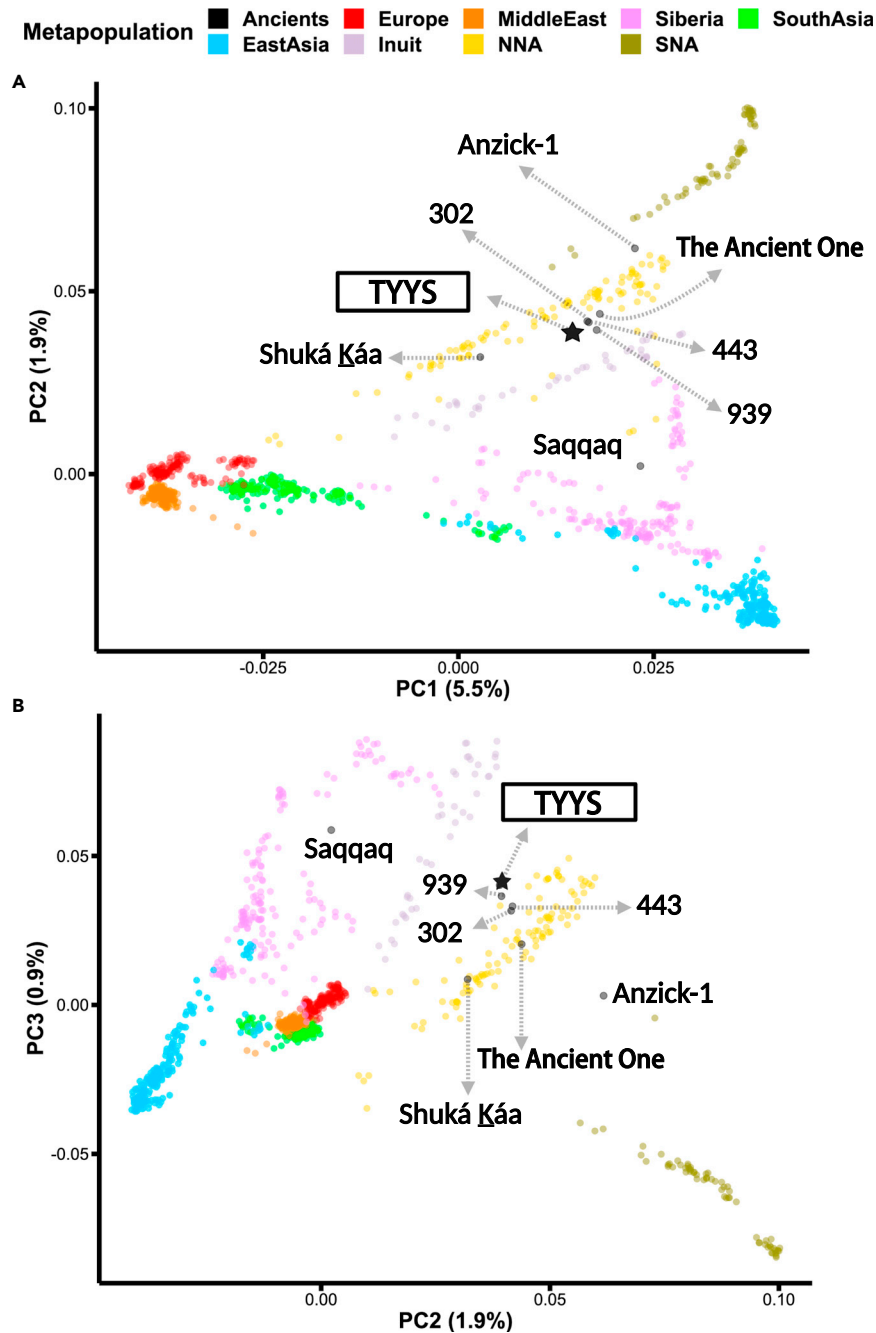 Metapopulation Ancients Europe MiddleEast Siberia SouthAsia
EastAsia Inuit NNA SNA
A
0.10
Anzick-1
302
The Ancient One
0.05
TYYS
443
Shuká Ḵáa
939
PC2 (1.9%)
Saqqaq
0.00
-0.025 0.000 0.025
PC1 (5.5%)
B
TYYS
0.05
Saqqaq
939
443
302
PC3 (0.9%)
0.00
Anzick-1
The Ancient One
Shuká Ḵáa
-0.05
0.00 0.05 0.10
PC2 (1.9%)